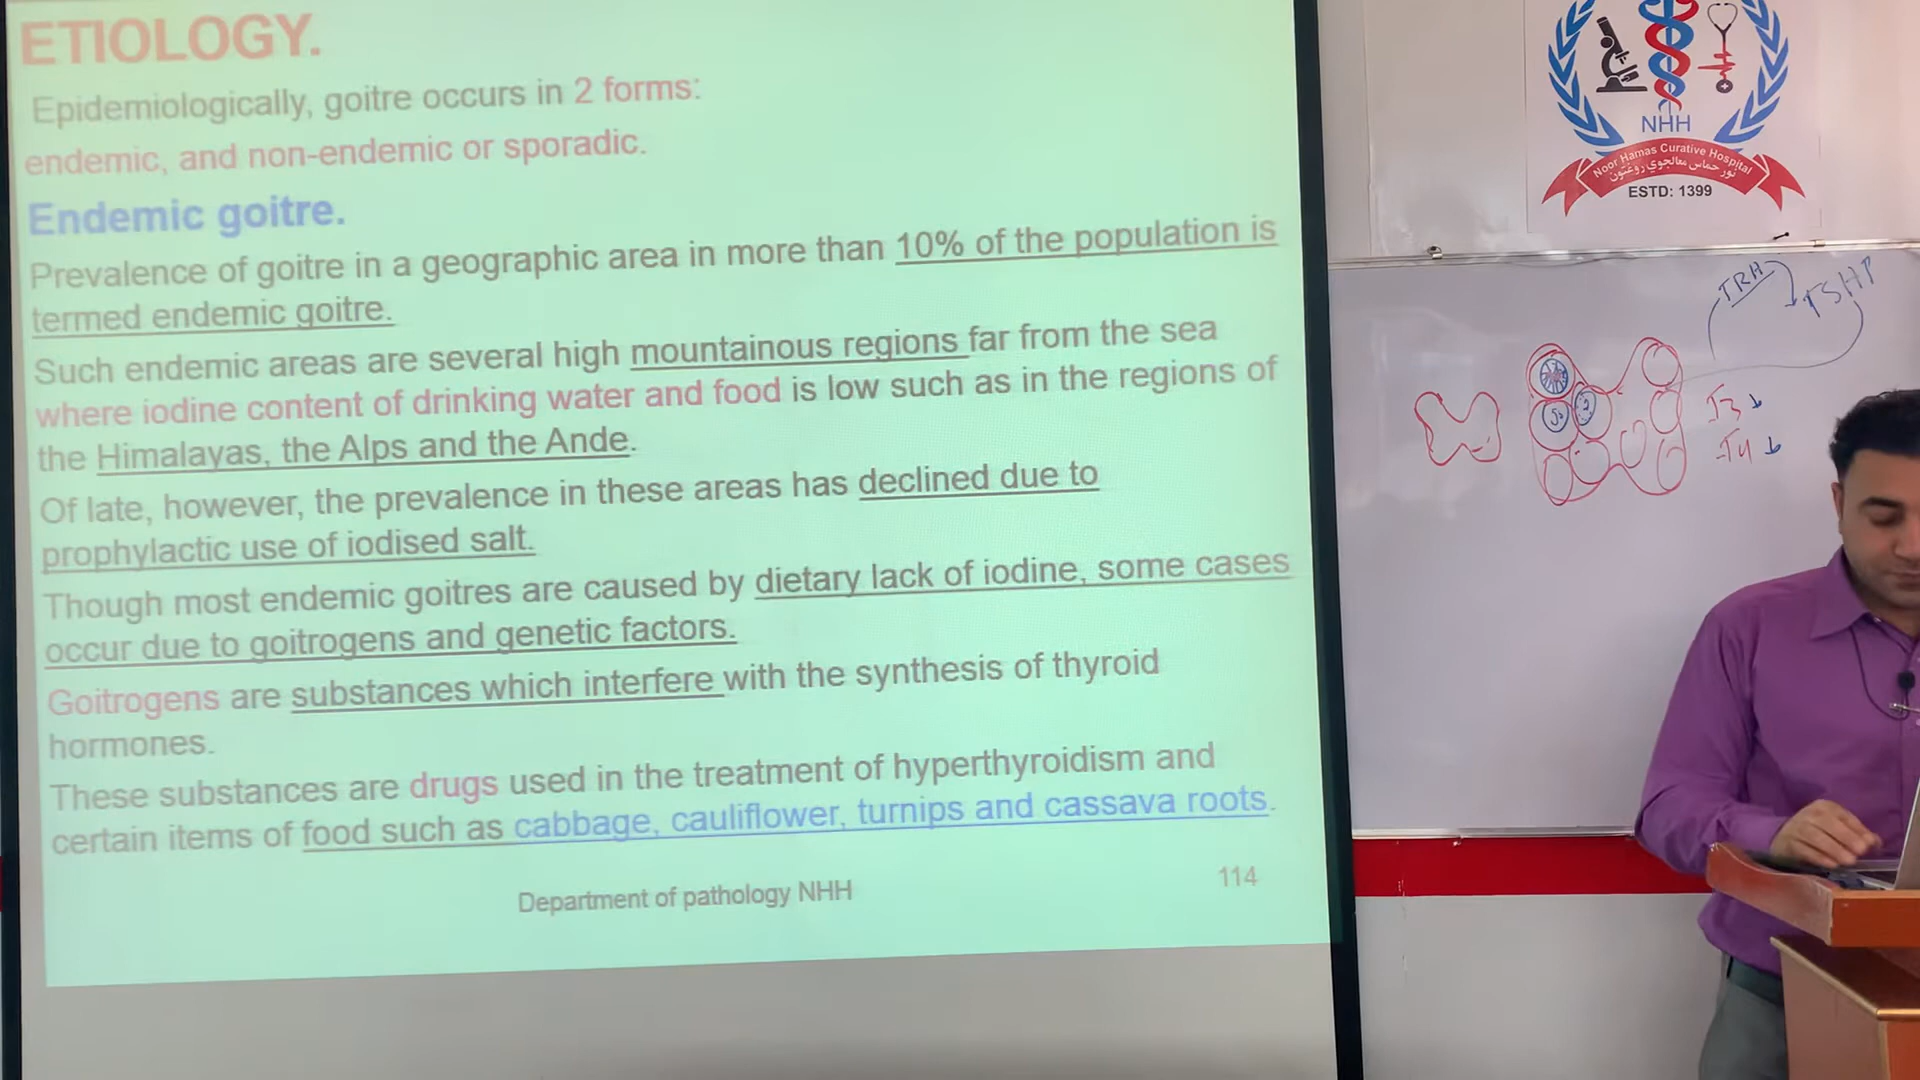 ETIOLOGY.
Epidemiologically, goitre occurs in 2 forms:
endemic, and non-endemic or sporadic.
Endemic goitre.
Prevalence of goitre in a geographic area in more than 10% of the population is
termed endemic goitre.
Such endemic areas are several high mountainous regions far from the sea
where iodine content of drinking water and food is low such as in the regions of
the Himalayas, the Alps and the Ande.
Of late, however, the prevalence in these areas has declined due to
prophylactic use of iodised salt.
Though most endemic goitres are caused by dietary lack of iodine, some cases
occur due to goitrogens and genetic factors.
Goitrogens are substances which interfere with the synthesis of thyroid
hormones.
These substances are drugs used in the treatment of hyperthyroidism and
certain items of food such as cabbage, cauliflower, turnips and cassava roots.
Department of pathology NHH
114
NHH
Noor Hamas Curative Hospital
نور حماس معالجوي روغتون
ESTD: 1399
TRH
TSH↑
T3 ↓
T4 ↓